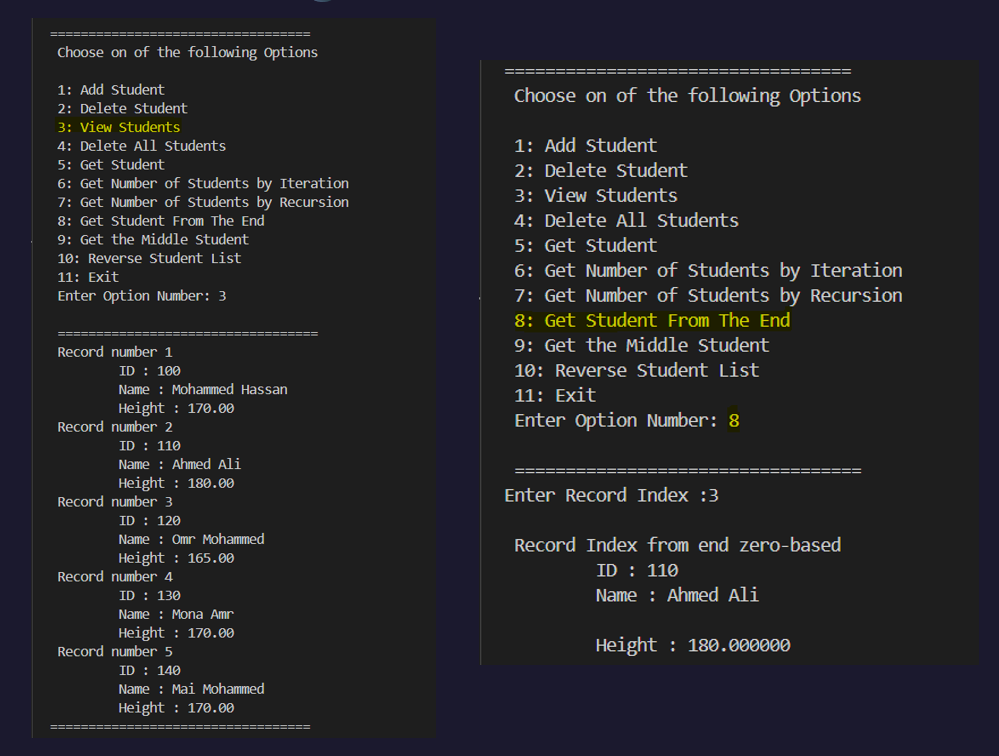 ==================================
Choose on of the following Options
1: Add Student
2: Delete Student
3: View Students
4: Delete All Students
5: Get Student
6: Get Number of Students by Iteration
7: Get Number of Students by Recursion
8: Get Student From The End
9: Get the Middle Student
10: Reverse Student List
11: Exit
Enter Option Number: 3
==================================
Record number 1
ID : 100
Name : Mohammed Hassan
Height : 170.00
Record number 2
ID : 110
Name : Ahmed Ali
Height : 180.00
Record number 3
ID : 120
Name : Omr Mohammed
Height : 165.00
Record number 4
ID : 130
Name : Mona Amr
Height : 170.00
Record number 5
ID : 140
Name : Mai Mohammed
Height : 170.00
==================================
==================================
Choose on of the following Options
1: Add Student
2: Delete Student
3: View Students
4: Delete All Students
5: Get Student
6: Get Number of Students by Iteration
7: Get Number of Students by Recursion
8: Get Student From The End
9: Get the Middle Student
10: Reverse Student List
11: Exit
Enter Option Number: 8
==================================
Enter Record Index :3
Record Index from end zero-based
ID : 110
Name : Ahmed Ali
Height : 180.000000